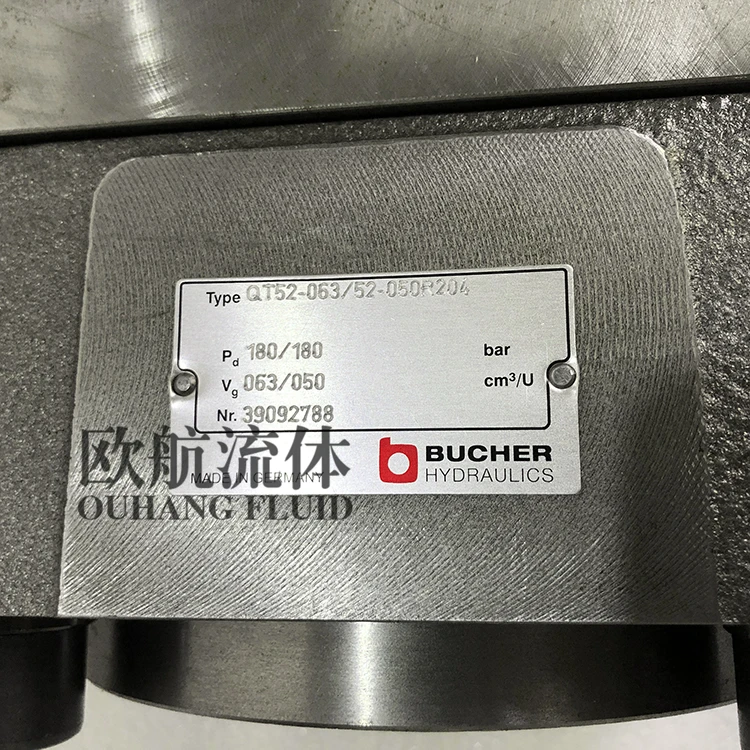 Type QT52-063/52-050R204
Pd 180/180 bar
Vg 063/050 cm³/U
Nr. 39092788
BUCHER
HYDRAULICS
MADE IN GERMANY
欧航流体
OUHANG FLUID